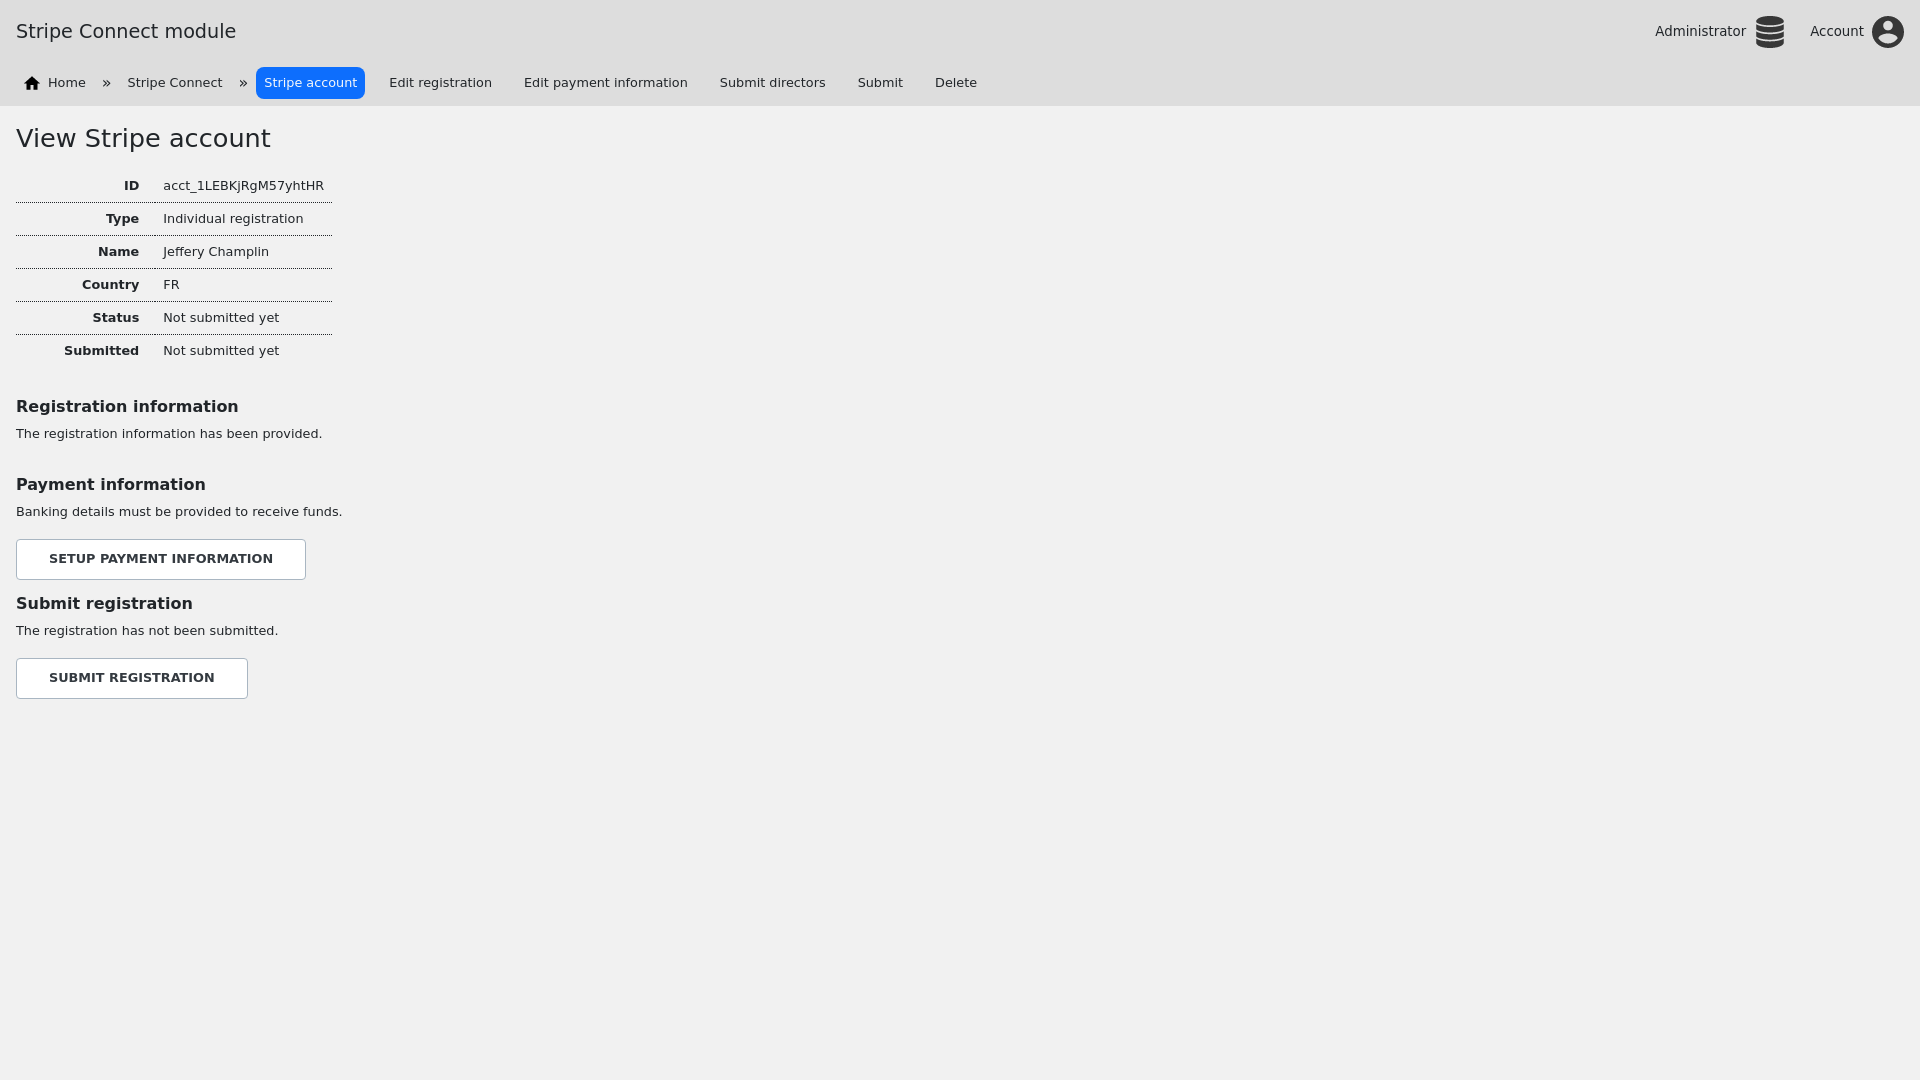 Stripe Connect module
Administrator
Account
Home » Stripe Connect » Stripe account Edit registration Edit payment information Submit directors Submit Delete
View Stripe account
ID acct_1LEBKjRgM57yhtHR
Type Individual registration
Name Jeffery Champlin
Country FR
Status Not submitted yet
Submitted Not submitted yet
Registration information
The registration information has been provided.
Payment information
Banking details must be provided to receive funds.
SETUP PAYMENT INFORMATION
Submit registration
The registration has not been submitted.
SUBMIT REGISTRATION